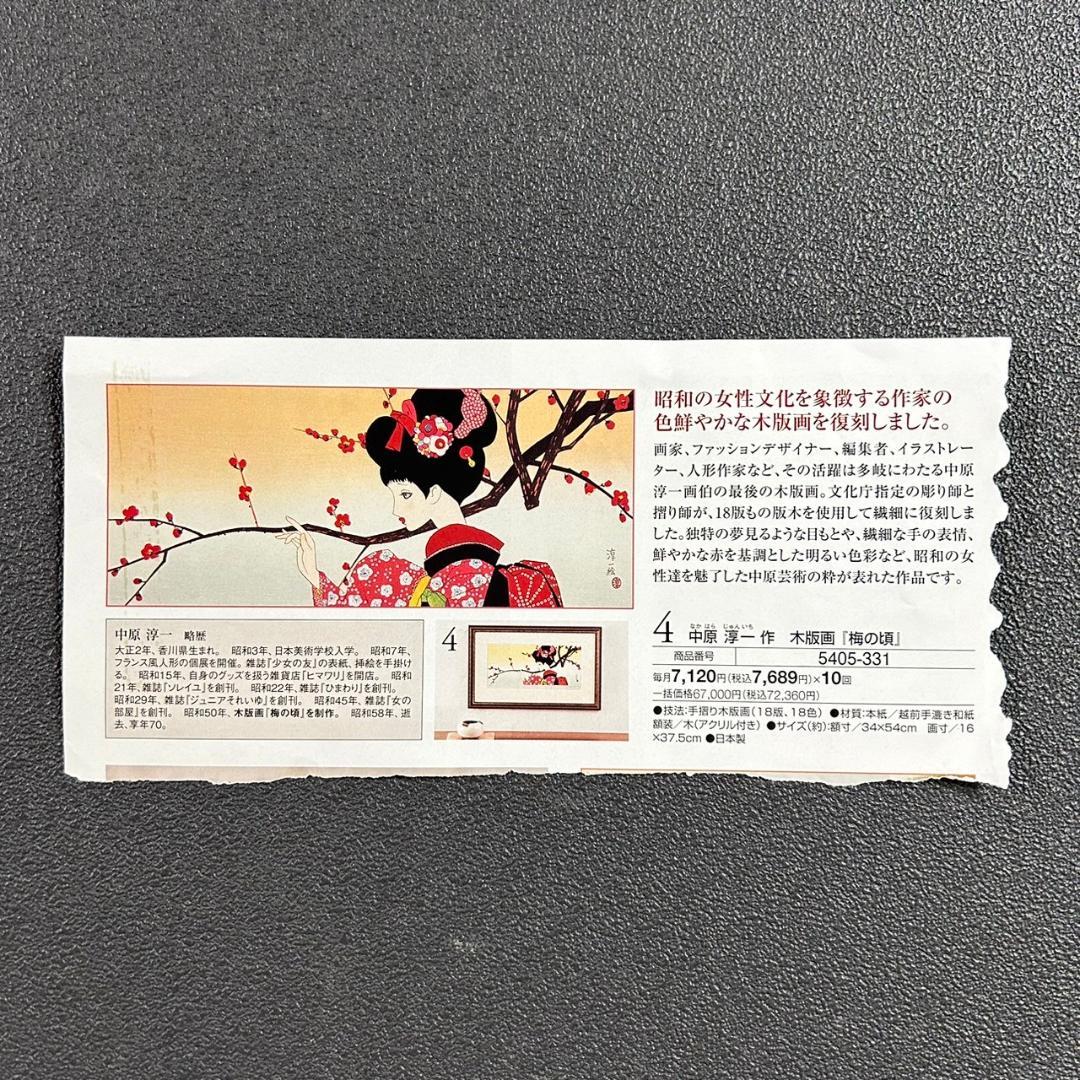 昭和の女性文化を象徴する作家の
色鮮やかな木版画を復刻しました。
画家、ファッションデザイナー、編集者、イラストレー
ター、人形作家など、その活躍は多岐にわたる中原
淳一画伯の最後の木版画。文化庁指定の彫り師と
摺り師が、18版もの版木を使用して繊細に復刻しま
した。独特の夢見るような目もとや、繊細な手の表情、
鮮やかな赤を基調とした明るい色彩など、昭和の女
性達を魅了した中原芸術の粋が表れた作品です。
淳一絵
中原 淳一 略歴
大正2年、香川県生まれ。 昭和3年、日本美術学校入学。 昭和7年、
フランス風人形の個展を開催。雑誌『少女の友』の表紙、挿絵を手掛け
る。 昭和15年、自身のグッズを扱う雑貨店『ヒマワリ』を開店。 昭和
21年、雑誌『ソレイユ』を創刊。 昭和22年、雑誌『ひまわり』を創刊。
昭和29年、雑誌『ジュニアそれいゆ』を創刊。 昭和45年、雑誌『女の
部屋』を創刊。 昭和50年、木版画『梅の頃』を制作。 昭和58年、逝
去、享年70。
4
なか はら じゅん いち
4 中原 淳一 作 木版画『梅の頃』
商品番号 5405-331
毎月7,120円(税込7,689円)×10回
一括価格67,000円(税込72,360円)
●技法:手摺り木版画(18版、18色) ●材質:本紙/越前手漉き和紙
額装/木(アクリル付き) ●サイズ(約):額寸/34×54cm 画寸/16
×37.5cm ●日本製